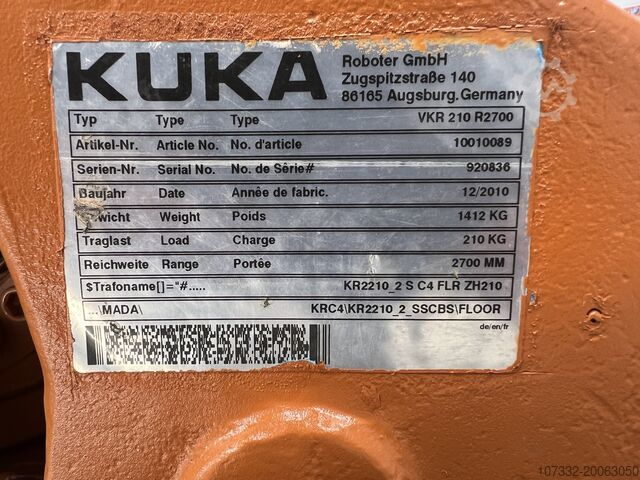 KUKA
Roboter GmbH
Zugspitzstraße 140
86165 Augsburg.Germany
Typ Type Type VKR 210 R2700
Artikel-Nr. Article No. No. d'article 10010089
Serien-Nr. Serial No. No. de Sêrie# 920836
Baujahr Date Annêe de fabric. 12/2010
Weight Poids 1412 KG
Traglast Load Charge 210 KG
Reichweite Range Portêe 2700 MM
$Trafoname[]="#..... KR2210_2 S C4 FLR ZH210
...\MADA\ KRC4\KR2210_2_SSCBS\FLOOR
de/en/fr
107332-20063050